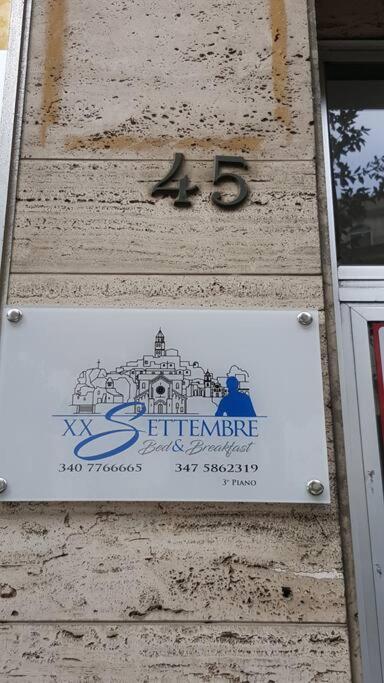 45
XX SETTEMBRE
Bed & Breakfast
340 7766665 347 5862319
3° PIANO